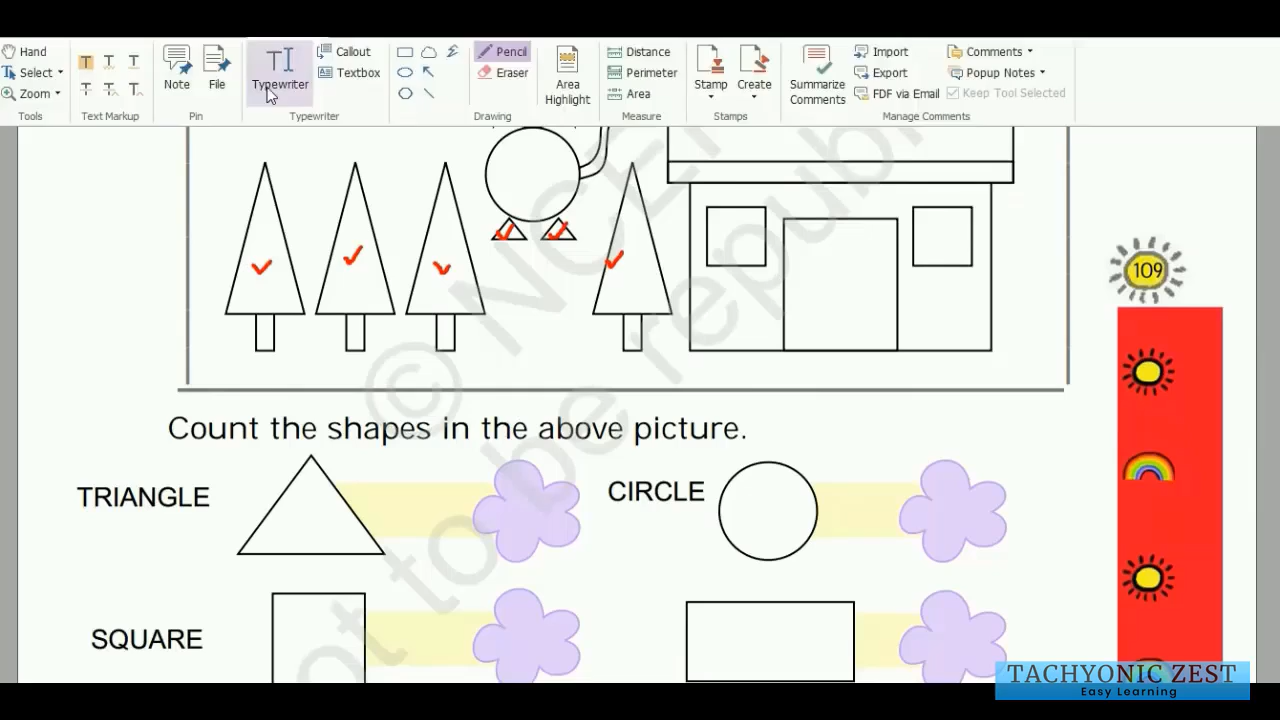 Hand
Select
Zoom
Tools
Text Markup
Note
File
Pin
Typewriter
Callout
Textbox
Typewriter
Pencil
Eraser
Drawing
Area
Highlight
Distance
Perimeter
Area
Measure
Stamp
Create
Stamps
Summarize
Comments
Import
Export
FDF via Email
Comments
Popup Notes
Keep Tool Selected
Manage Comments
109
Count the shapes in the above picture.
TRIANGLE
CIRCLE
SQUARE
TACHYONIC ZEST
Easy Learning